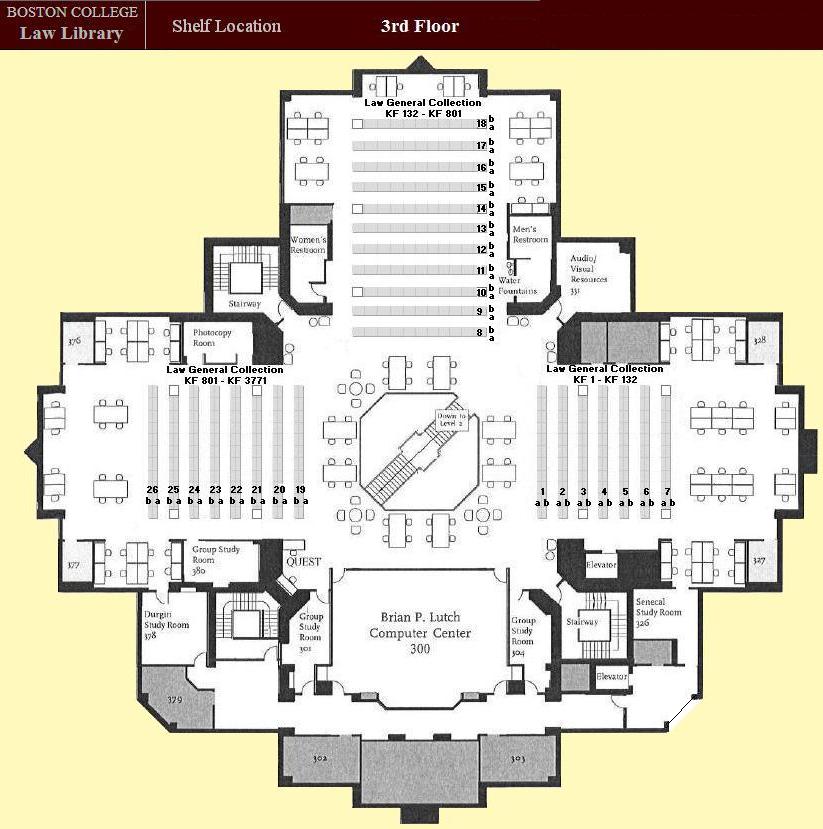 BOSTON COLLEGE
Law Library
Shelf Location
3rd Floor
Law General Collection
KF 132 - KF 801
18 b
a
17 b
a
16 b
a
15 b
a
14 b
a
13 b
a
12 b
a
11 b
a
10 b
a
9 b
a
8 b
a
Women's
Restroom
Men's
Restroom
Water
Fountains
Audio/
Visual
Resources
331
Stairway
376
Photocopy
Room
328
Law General Collection
KF 801 - KF 3771
Law General Collection
KF 1 - KF 132
Down to
Level 2
26 25 24 23 22 21 20 19
b a b a b a b a b a b a b a b a
1 2 3 4 5 6 7
a b a b a b a b a b a b a b
377
Group Study
Room
380
QUEST
Elevator
327
Durgin
Study Room
378
Group
Study
Room
301
Brian P. Lutch
Computer Center
300
Group
Study
Room
304
Stairway
Senecal
Study Room
326
Elevator
379
302
303